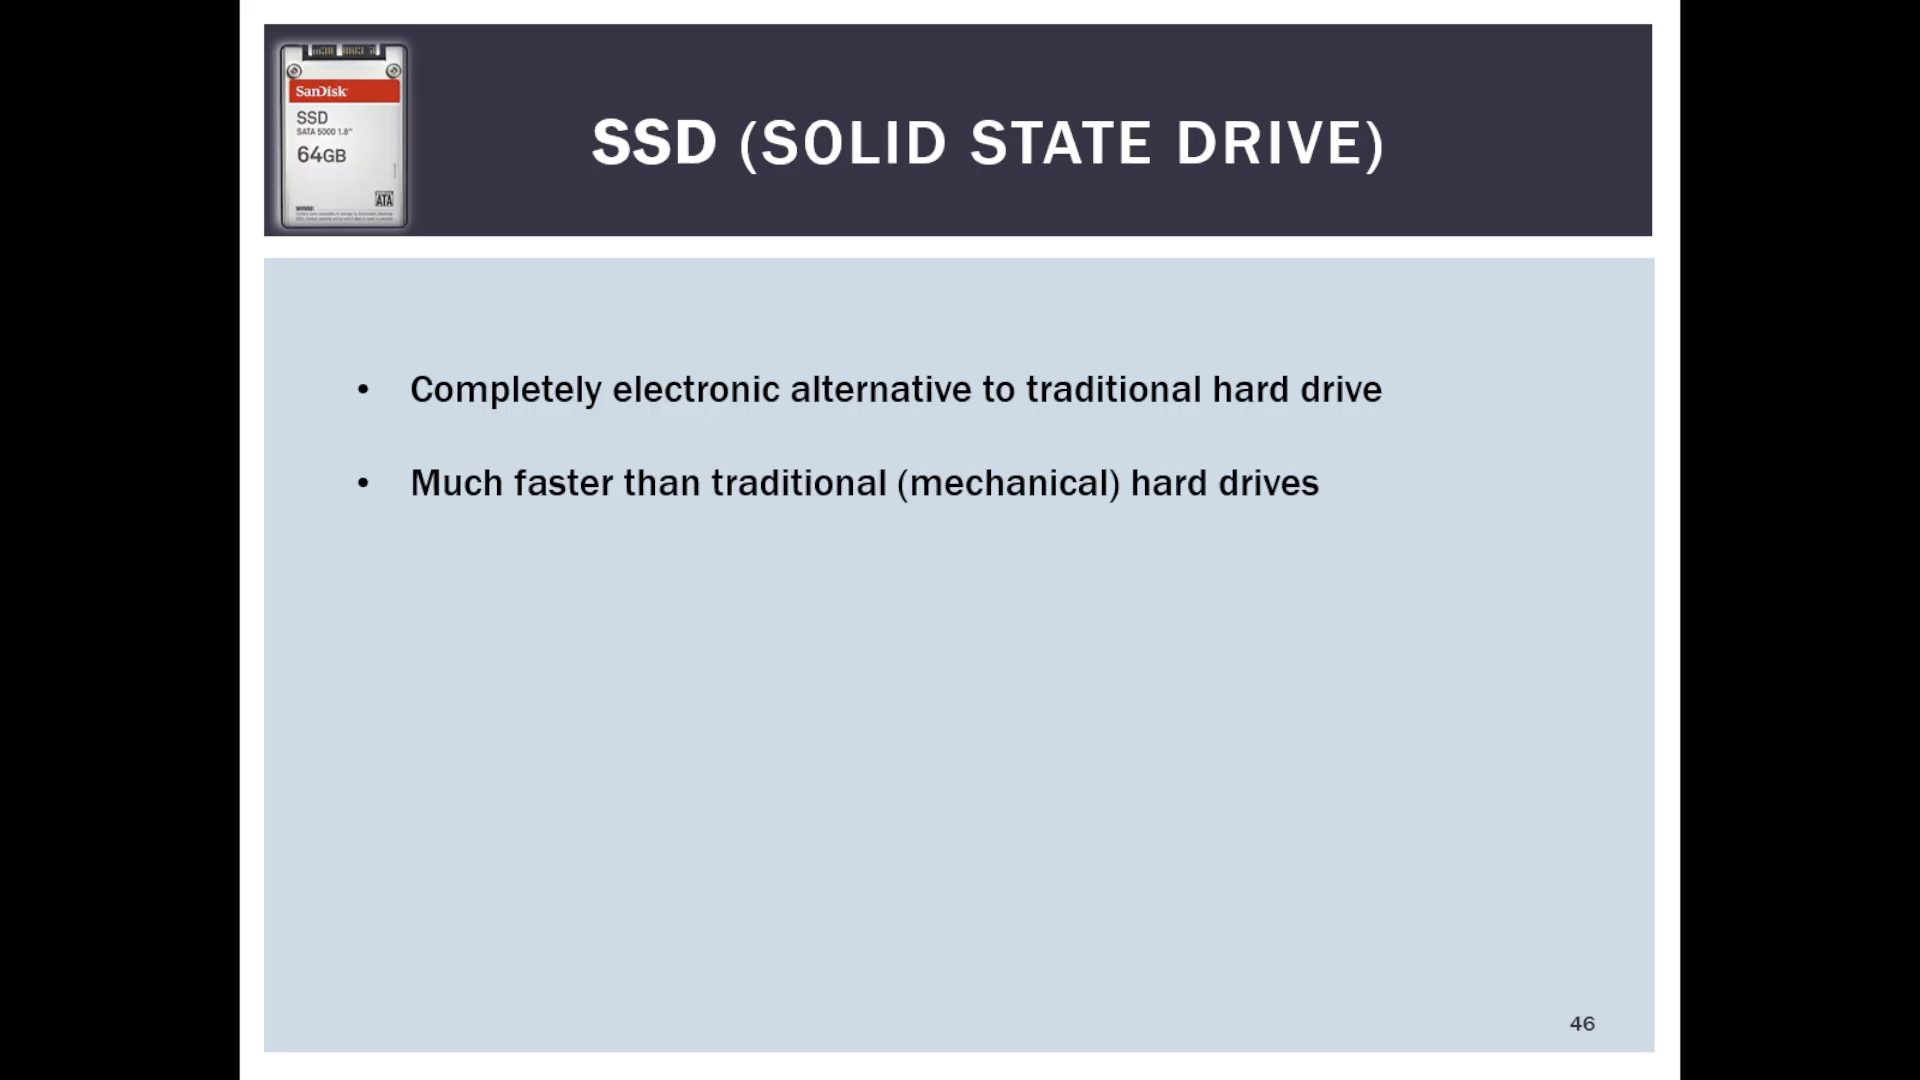 SanDisk
SSD
SATA 5000 1.8"
64GB
ATA
SSD (SOLID STATE DRIVE)
• Completely electronic alternative to traditional hard drive
• Much faster than traditional (mechanical) hard drives
46